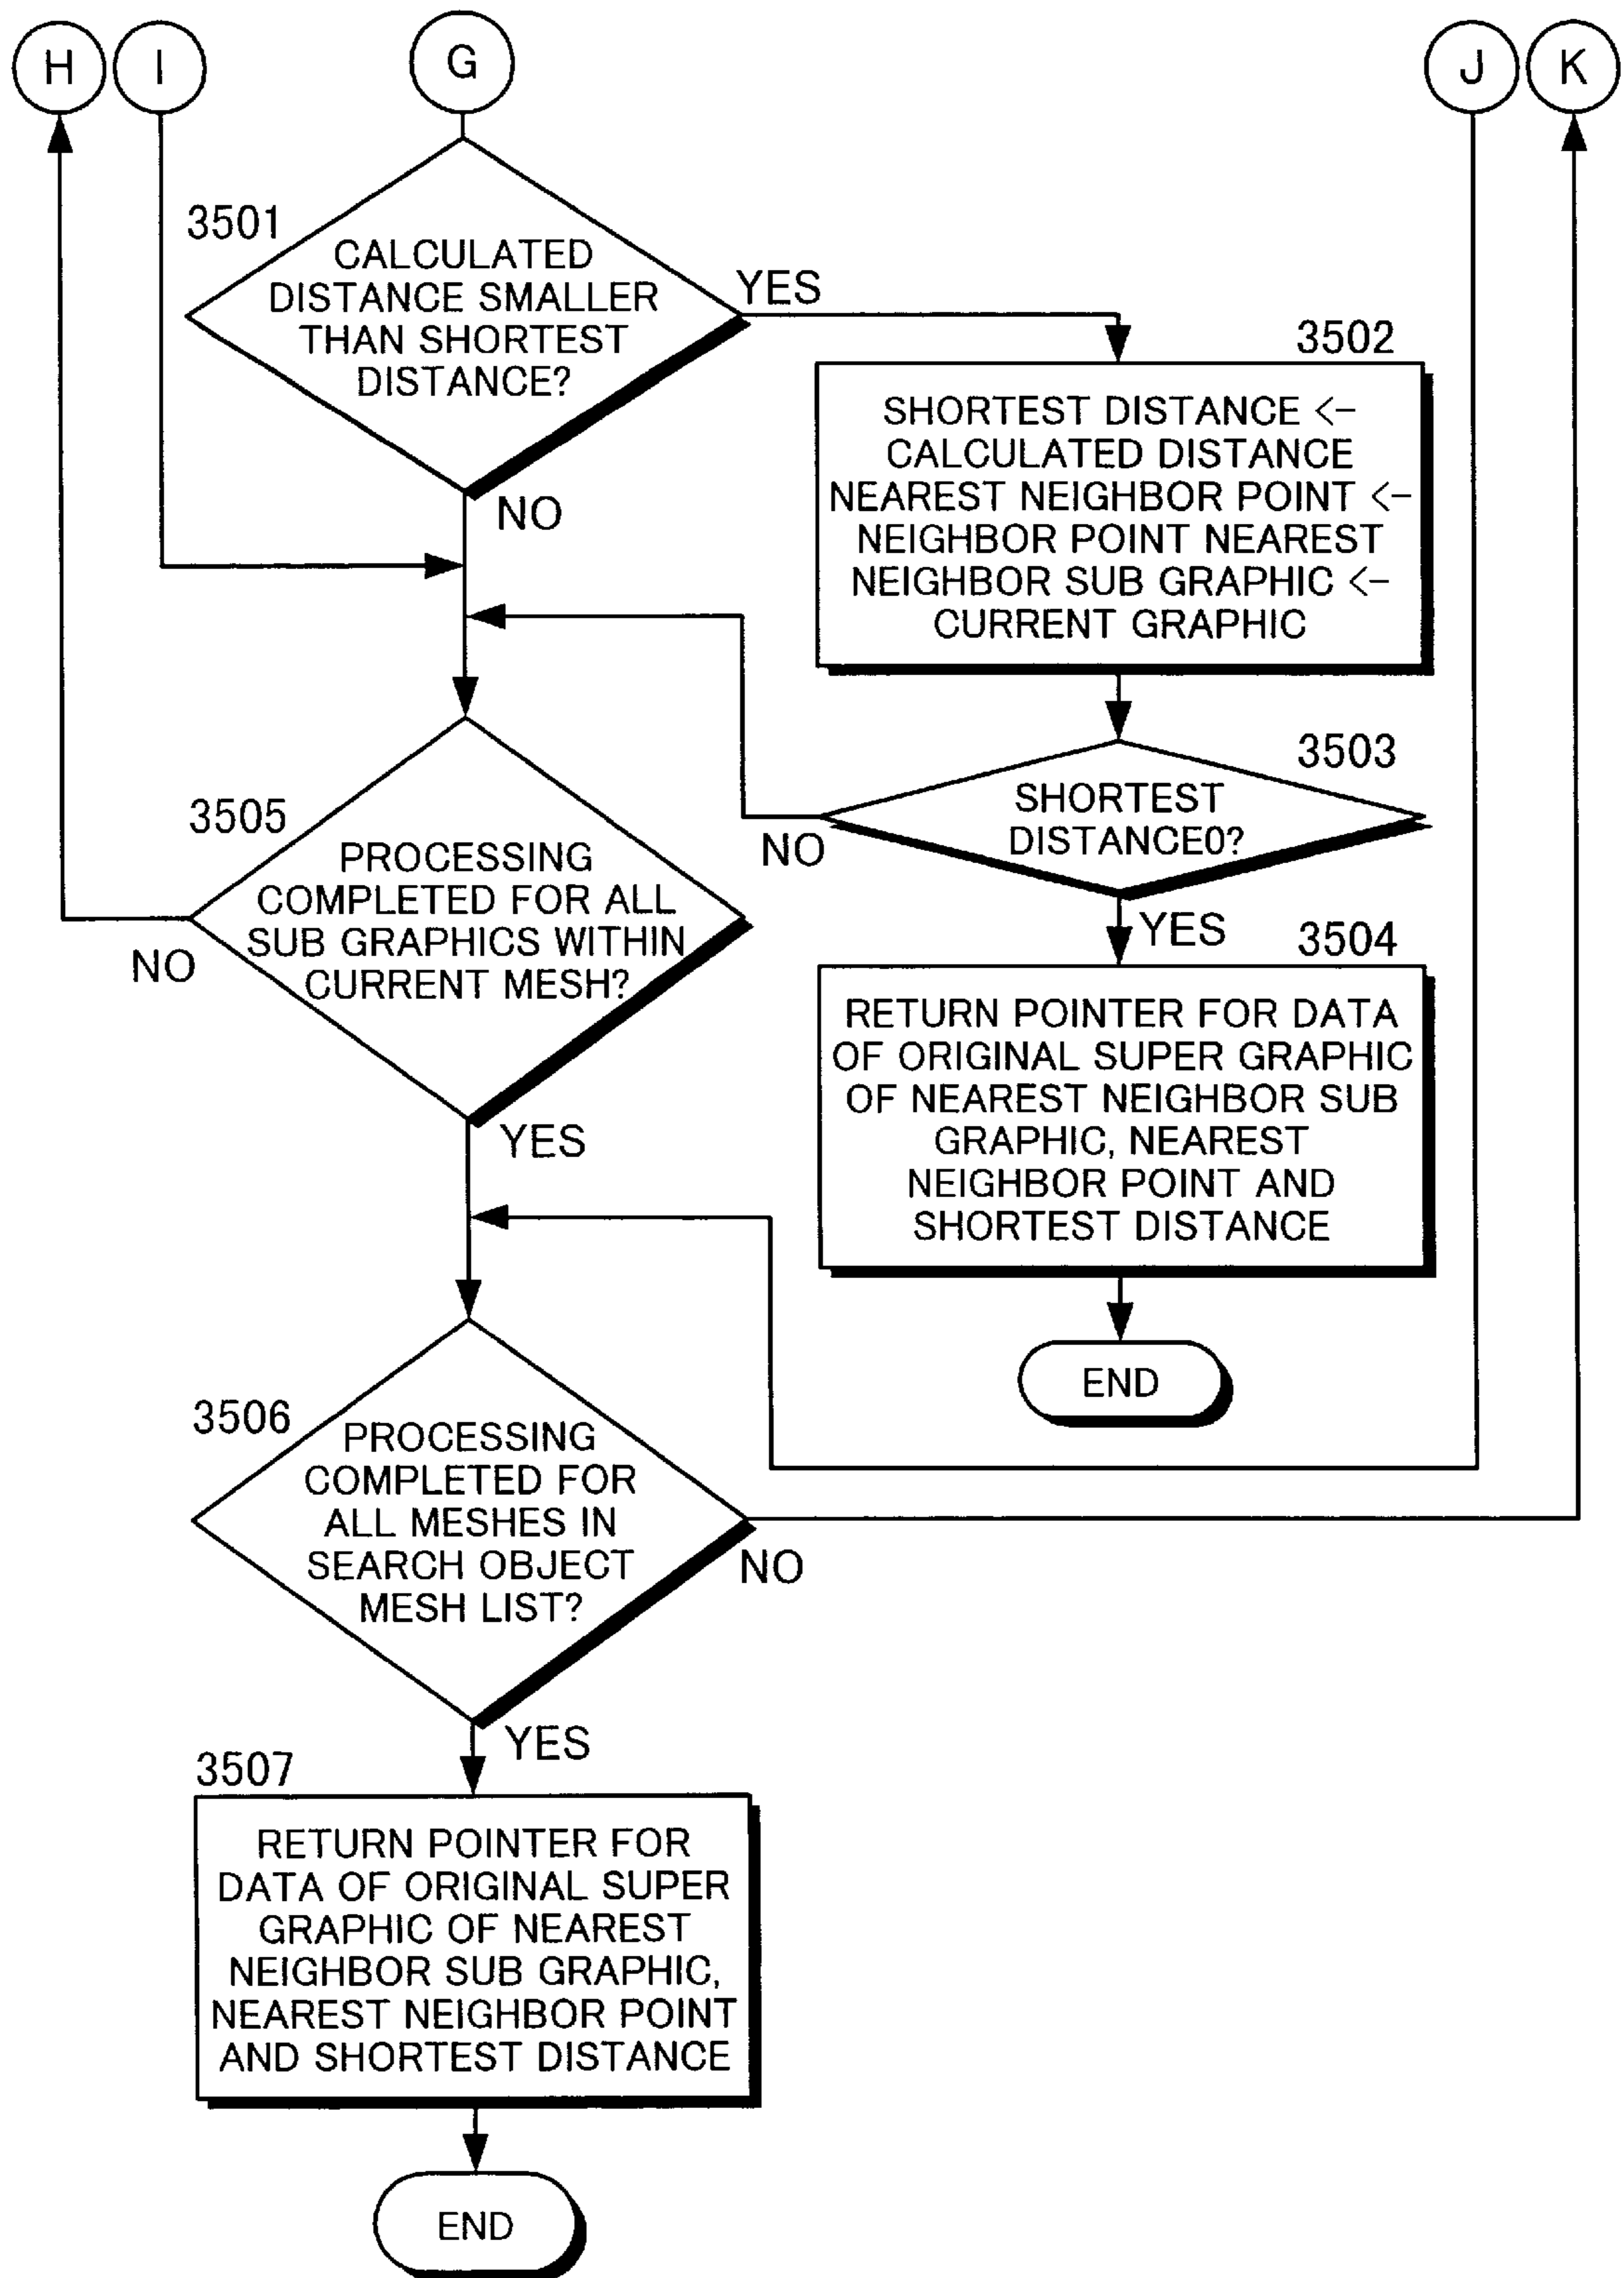 H
I
G
J
K
3501
CALCULATED
DISTANCE SMALLER
THAN SHORTEST
DISTANCE?
YES
NO
3502
SHORTEST DISTANCE <-
CALCULATED DISTANCE
NEAREST NEIGHBOR POINT <-
NEIGHBOR POINT NEAREST
NEIGHBOR SUB GRAPHIC <-
CURRENT GRAPHIC
3503
SHORTEST
DISTANCE0?
NO
YES
3504
RETURN POINTER FOR DATA
OF ORIGINAL SUPER GRAPHIC
OF NEAREST NEIGHBOR SUB
GRAPHIC, NEAREST
NEIGHBOR POINT AND
SHORTEST DISTANCE
END
3505
PROCESSING
COMPLETED FOR ALL
SUB GRAPHICS WITHIN
CURRENT MESH?
NO
YES
3506
PROCESSING
COMPLETED FOR
ALL MESHES IN
SEARCH OBJECT
MESH LIST?
NO
YES
3507
RETURN POINTER FOR
DATA OF ORIGINAL SUPER
GRAPHIC OF NEAREST
NEIGHBOR SUB GRAPHIC,
NEAREST NEIGHBOR POINT
AND SHORTEST DISTANCE
END